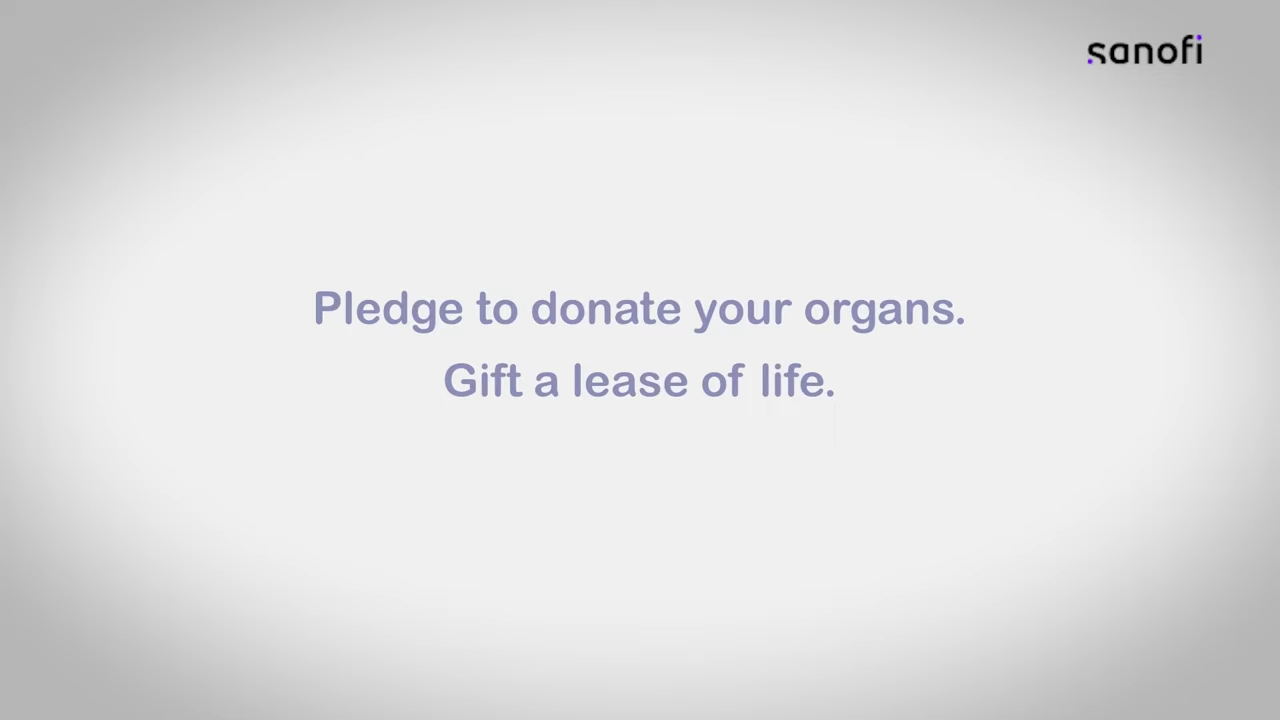 sanofi
Pledge to donate your organs.
Gift a lease of life.